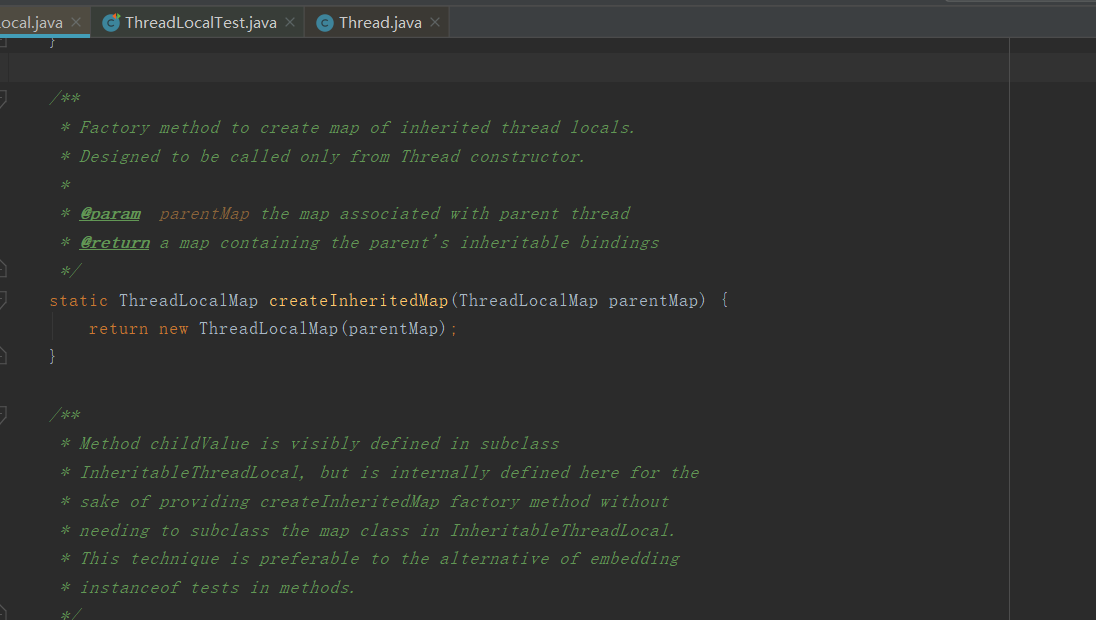 ocal.java
ThreadLocalTest.java
Thread.java
}
/**
* Factory method to create map of inherited thread locals.
* Designed to be called only from Thread constructor.
*
* @param parentMap the map associated with parent thread
* @return a map containing the parent's inheritable bindings
*/
static ThreadLocalMap createInheritedMap(ThreadLocalMap parentMap) {
return new ThreadLocalMap(parentMap);
}
/**
* Method childValue is visibly defined in subclass
* InheritableThreadLocal, but is internally defined here for the
* sake of providing createInheritedMap factory method without
* needing to subclass the map class in InheritableThreadLocal.
* This technique is preferable to the alternative of embedding
* instanceof tests in methods.
*/